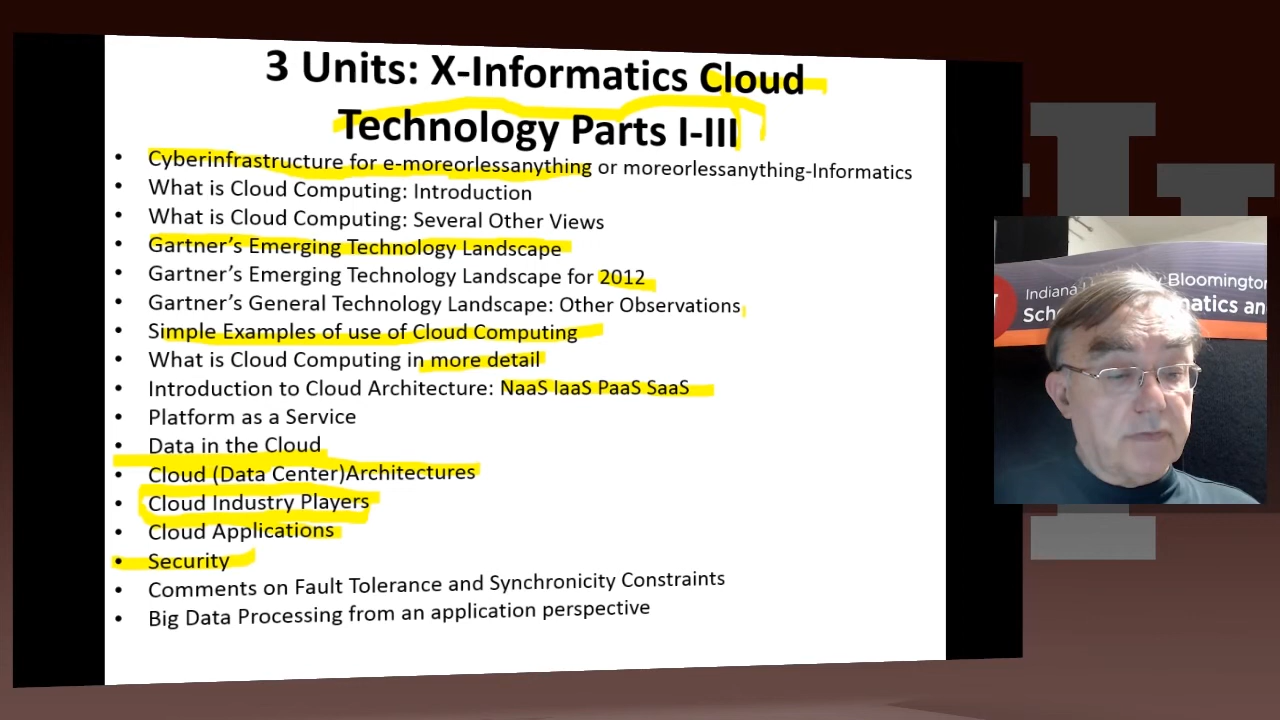 3 Units: X-Informatics Cloud
Technology Parts I-III
• Cyberinfrastructure for e-moreorlessanything or moreorlessanything-Informatics
• What is Cloud Computing: Introduction
• What is Cloud Computing: Several Other Views
• Gartner’s Emerging Technology Landscape
• Gartner’s Emerging Technology Landscape for 2012
• Gartner’s General Technology Landscape: Other Observations
• Simple Examples of use of Cloud Computing
• What is Cloud Computing in more detail
• Introduction to Cloud Architecture: NaaS IaaS PaaS SaaS
• Platform as a Service
• Data in the Cloud
• Cloud (Data Center)Architectures
• Cloud Industry Players
• Cloud Applications
• Security
• Comments on Fault Tolerance and Synchronicity Constraints
• Big Data Processing from an application perspective
Indiana Bloomington